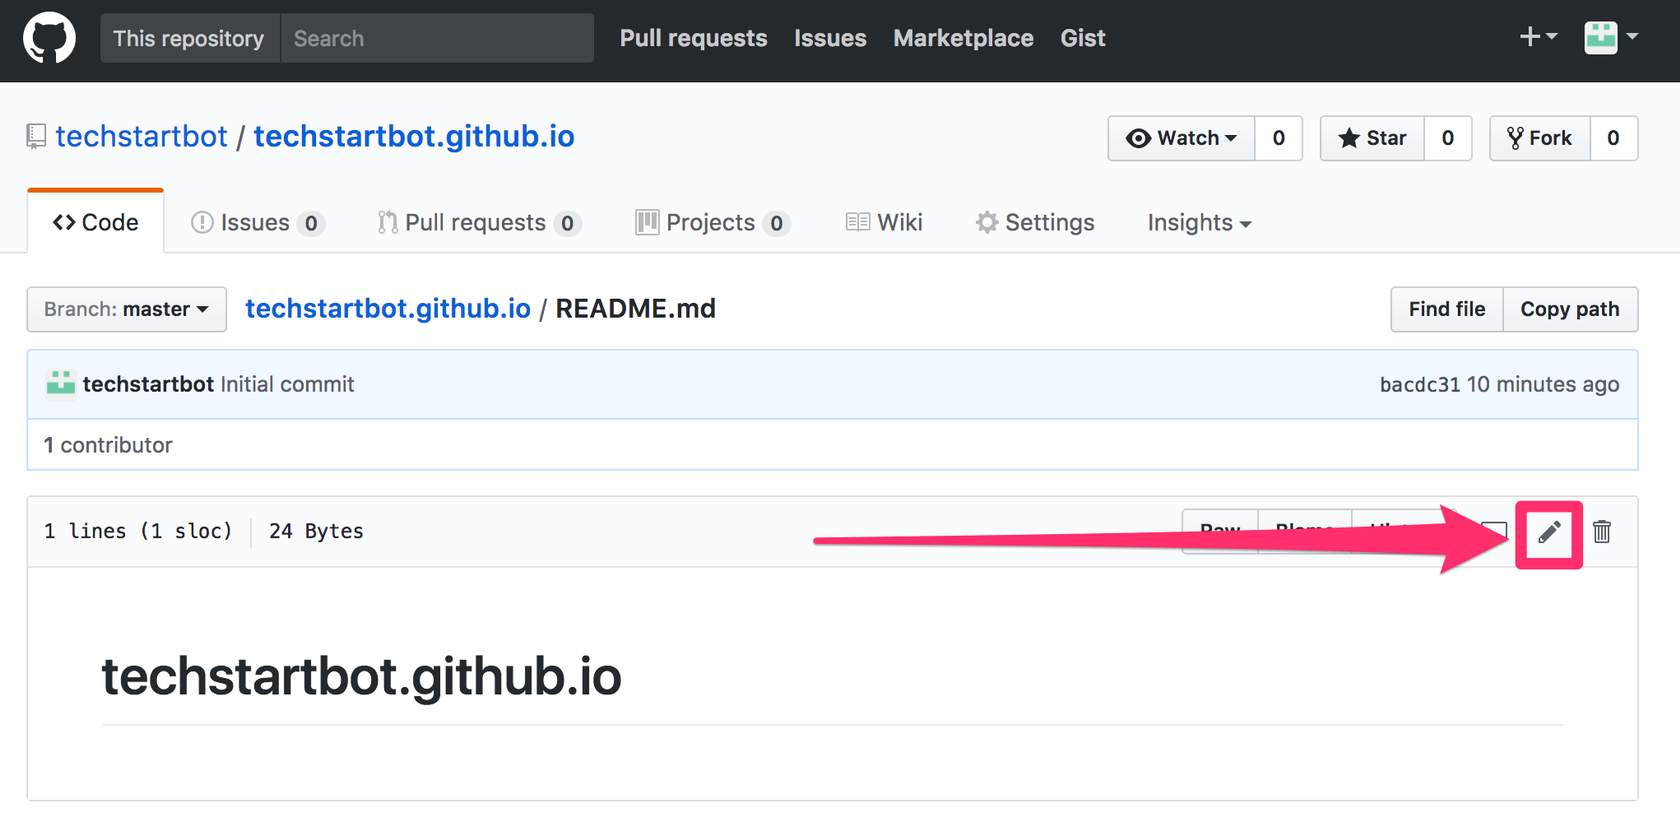 This repository Search Pull requests Issues Marketplace Gist
techstartbot / techstartbot.github.io Watch 0 Star 0 Fork 0
Code Issues 0 Pull requests 0 Projects 0 Wiki Settings Insights
Branch: master techstartbot.github.io / README.md Find file Copy path
techstartbot Initial commit bacdc31 10 minutes ago
1 contributor
1 lines (1 sloc) 24 Bytes Raw Blame
techstartbot.github.io